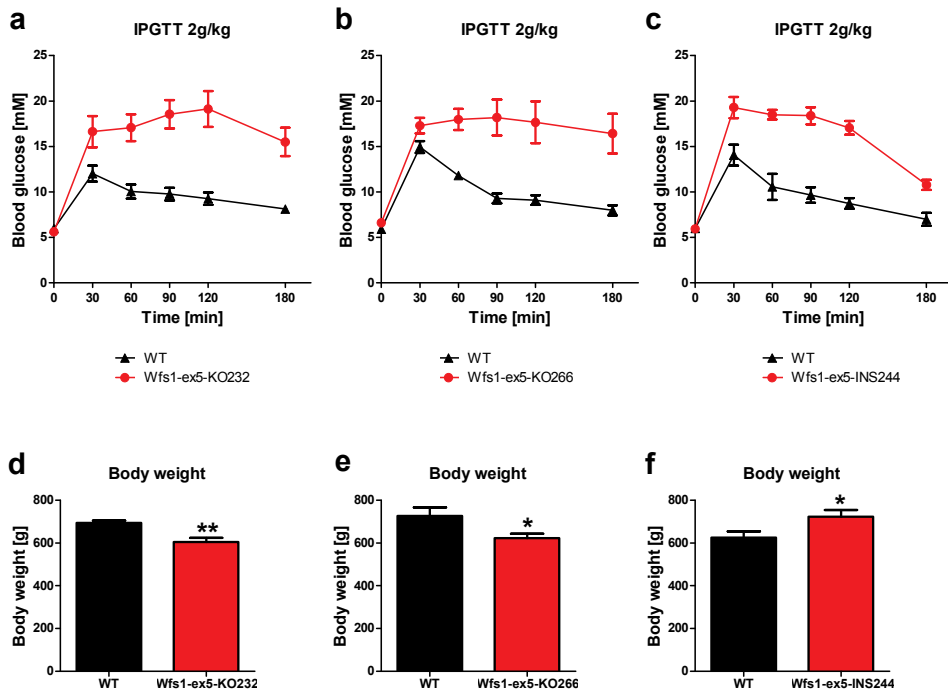 a
IPGTT 2g/kg
Blood glucose [mM]
25
20
15
10
5
0
0 30 60 90 120 180
Time [min]
WT
Wfs1-ex5-KO232
b
IPGTT 2g/kg
Blood glucose [mM]
25
20
15
10
5
0
0 30 60 90 120 180
Time [min]
WT
Wfs1-ex5-KO266
c
IPGTT 2g/kg
Blood glucose [mM]
25
20
15
10
5
0
0 30 60 90 120 180
Time [min]
WT
Wfs1-ex5-INS244
d
Body weight
Body weight [g]
800
600
400
200
0
**
WT Wfs1-ex5-KO232
e
Body weight
Body weight [g]
800
600
400
200
0
*
WT Wfs1-ex5-KO266
f
Body weight
Body weight [g]
800
600
400
200
0
*
WT Wfs1-ex5-INS244